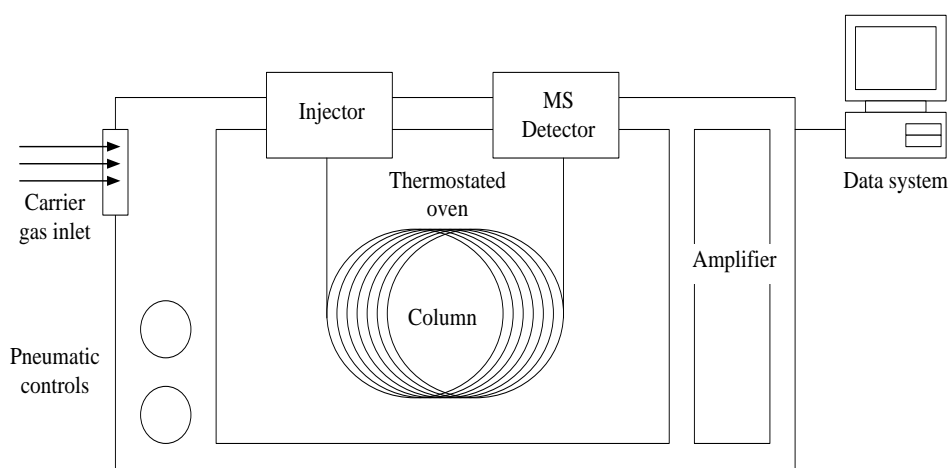 Injector
MS
Detector
Carrier
gas inlet
Thermostated
oven
Data system
Amplifier
Column
Pneumatic
controls